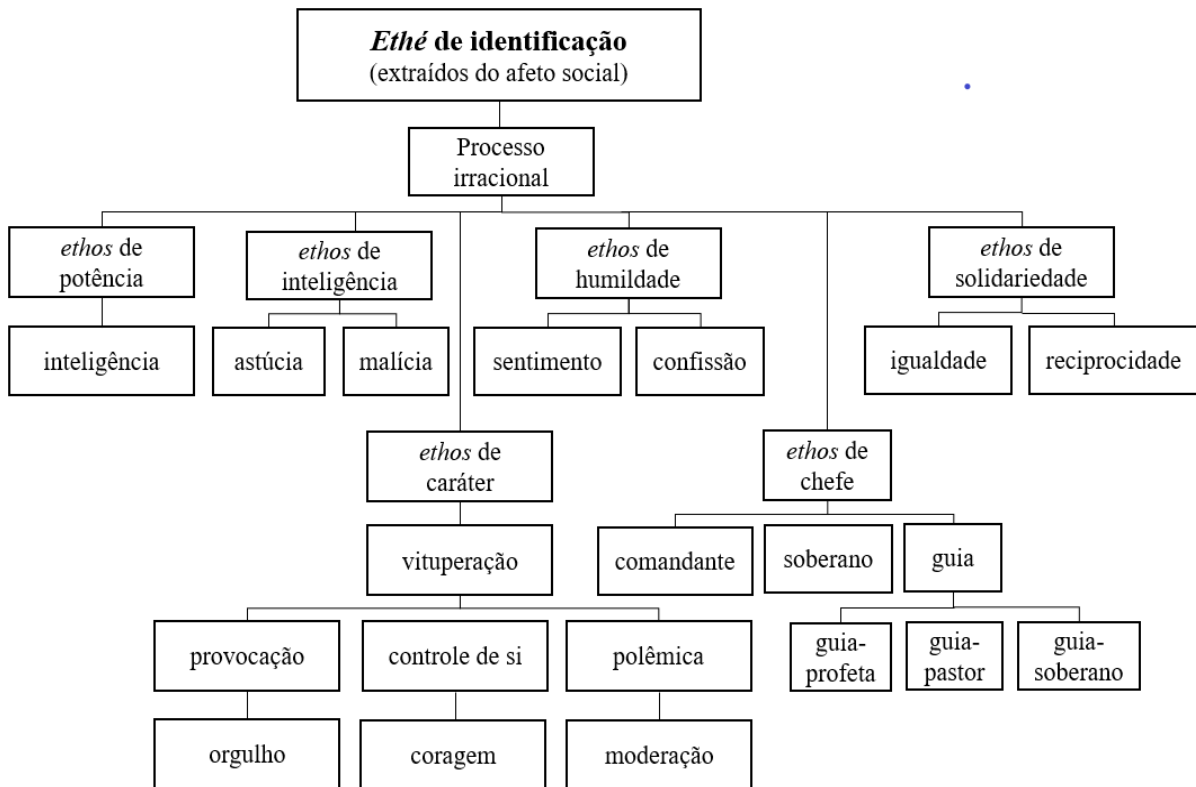 Ethé de identificação
(extraídos do afeto social)
Processo
irracional
ethos de
potência
ethos de
inteligência
ethos de
humildade
ethos de
solidariedade
inteligência
astúcia
malícia
sentimento
confissão
igualdade
reciprocidade
ethos de
caráter
ethos de
chefe
vituperação
comandante
soberano
guia
provocação
controle de si
polêmica
guia-
profeta
guia-
pastor
guia-
soberano
orgulho
coragem
moderação